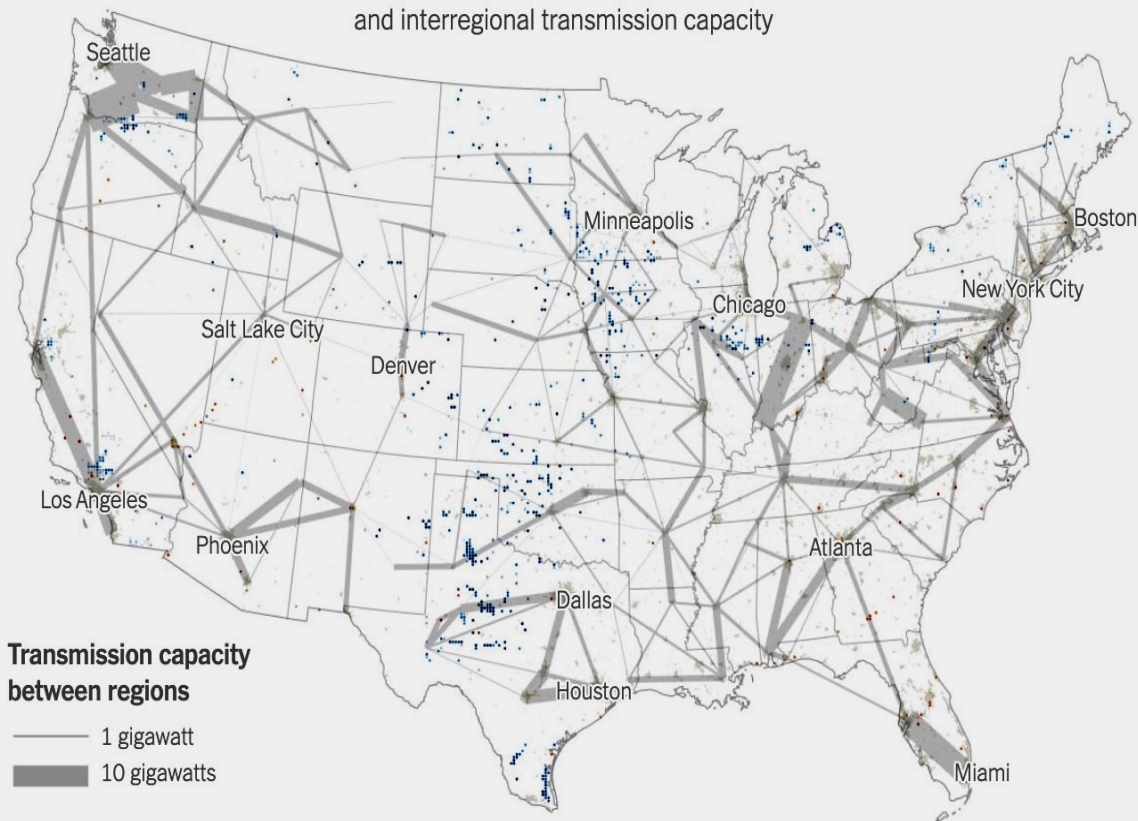 and interregional transmission capacity
Seattle
Minneapolis
Boston
New York City
Chicago
Salt Lake City
Denver
Los Angeles
Phoenix
Atlanta
Dallas
Houston
Miami
Transmission capacity
between regions
1 gigawatt
10 gigawatts